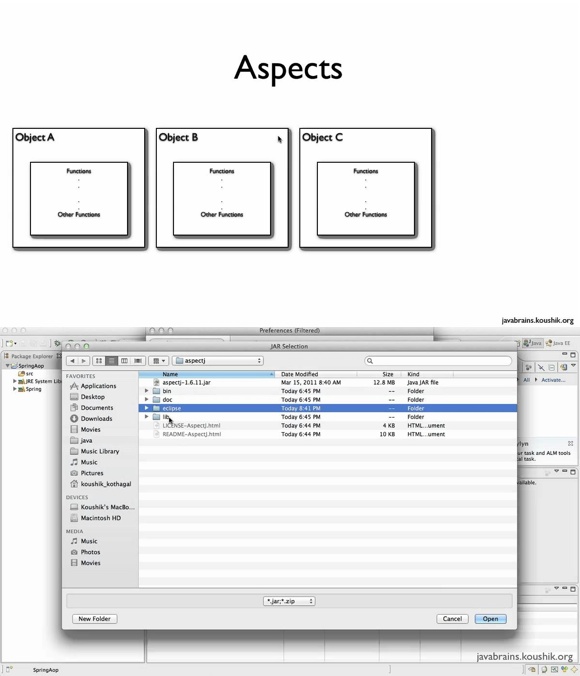 Aspects
Object A
Functions
Other Functions
Object B
Functions
Other Functions
Object C
Functions
Other Functions
javabrains.koushik.org
Preferences (Filtered)
JAR Selection
Java
Java EE
Package Explorer
SpringAop
src
JRE System Lib
Spring
aspectj
FAVORITES
Applications
Desktop
Documents
Downloads
Movies
java
Music Library
Music
Pictures
koushik_kothagal
DEVICES
Koushik's MacBo...
Macintosh HD
MEDIA
Music
Photos
Movies
Name Date Modified Size Kind
aspectj-1.6.11.jar Mar 15, 2011 8:40 AM 12.8 MB Java JAR file
bin Today 6:45 PM -- Folder
doc Today 6:45 PM -- Folder
eclipse Today 8:41 PM -- Folder
lib Today 6:45 PM -- Folder
LICENSE-AspectJ.html Today 6:44 PM 4 KB HTML...ument
README-AspectJ.html Today 6:44 PM 10 KB HTML...ument
All Activate...
ur task and ALM tools
al task.
vailable.
*.jar;*.zip
New Folder
Cancel
Open
javabrains.koushik.org
SpringAop